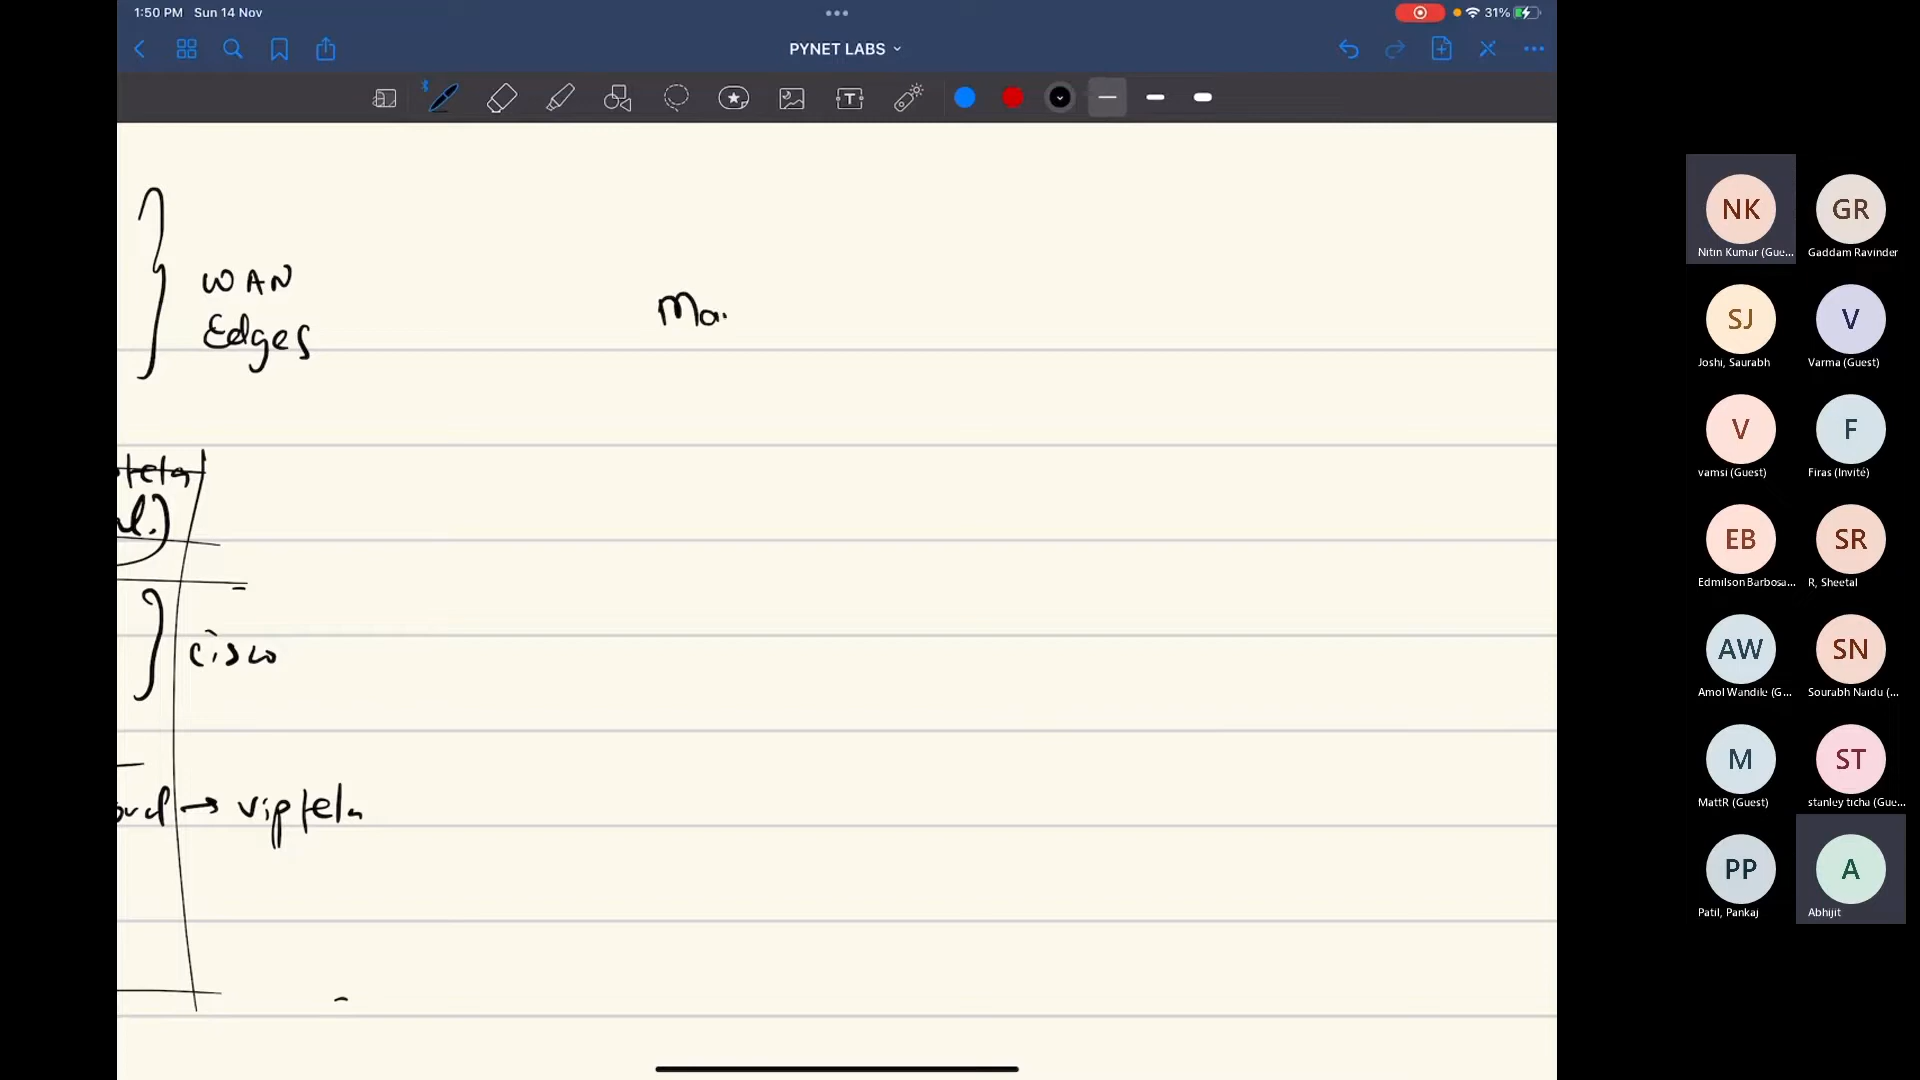 1:50 PM Sun 14 Nov
31%
PYNET LABS
WAN
Edges
Ma
cisco
→ viptela
NK
Nitin Kumar (Gue...
GR
Gaddam Ravinder
SJ
Joshi, Saurabh
V
Varma (Guest)
V
vamsi (Guest)
F
Firas (Invité)
EB
Edmilson Barbosa...
SR
R, Sheetal
AW
Amol Wandile (G...
SN
Sourabh Naidu (...
M
MattR (Guest)
ST
stanley ticha (Gue...
PP
Patil, Pankaj
A
Abhijit